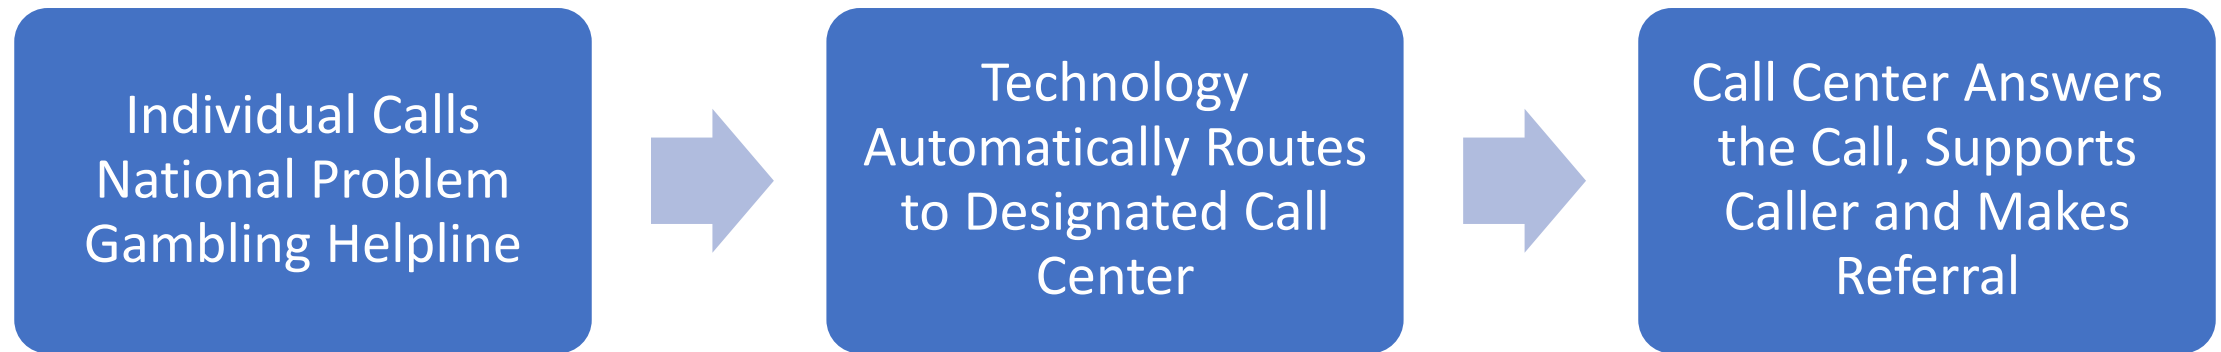 Individual Calls
National Problem
Gambling Helpline
Technology
Automatically Routes
to Designated Call
Center
Call Center Answers
the Call, Supports
Caller and Makes
Referral